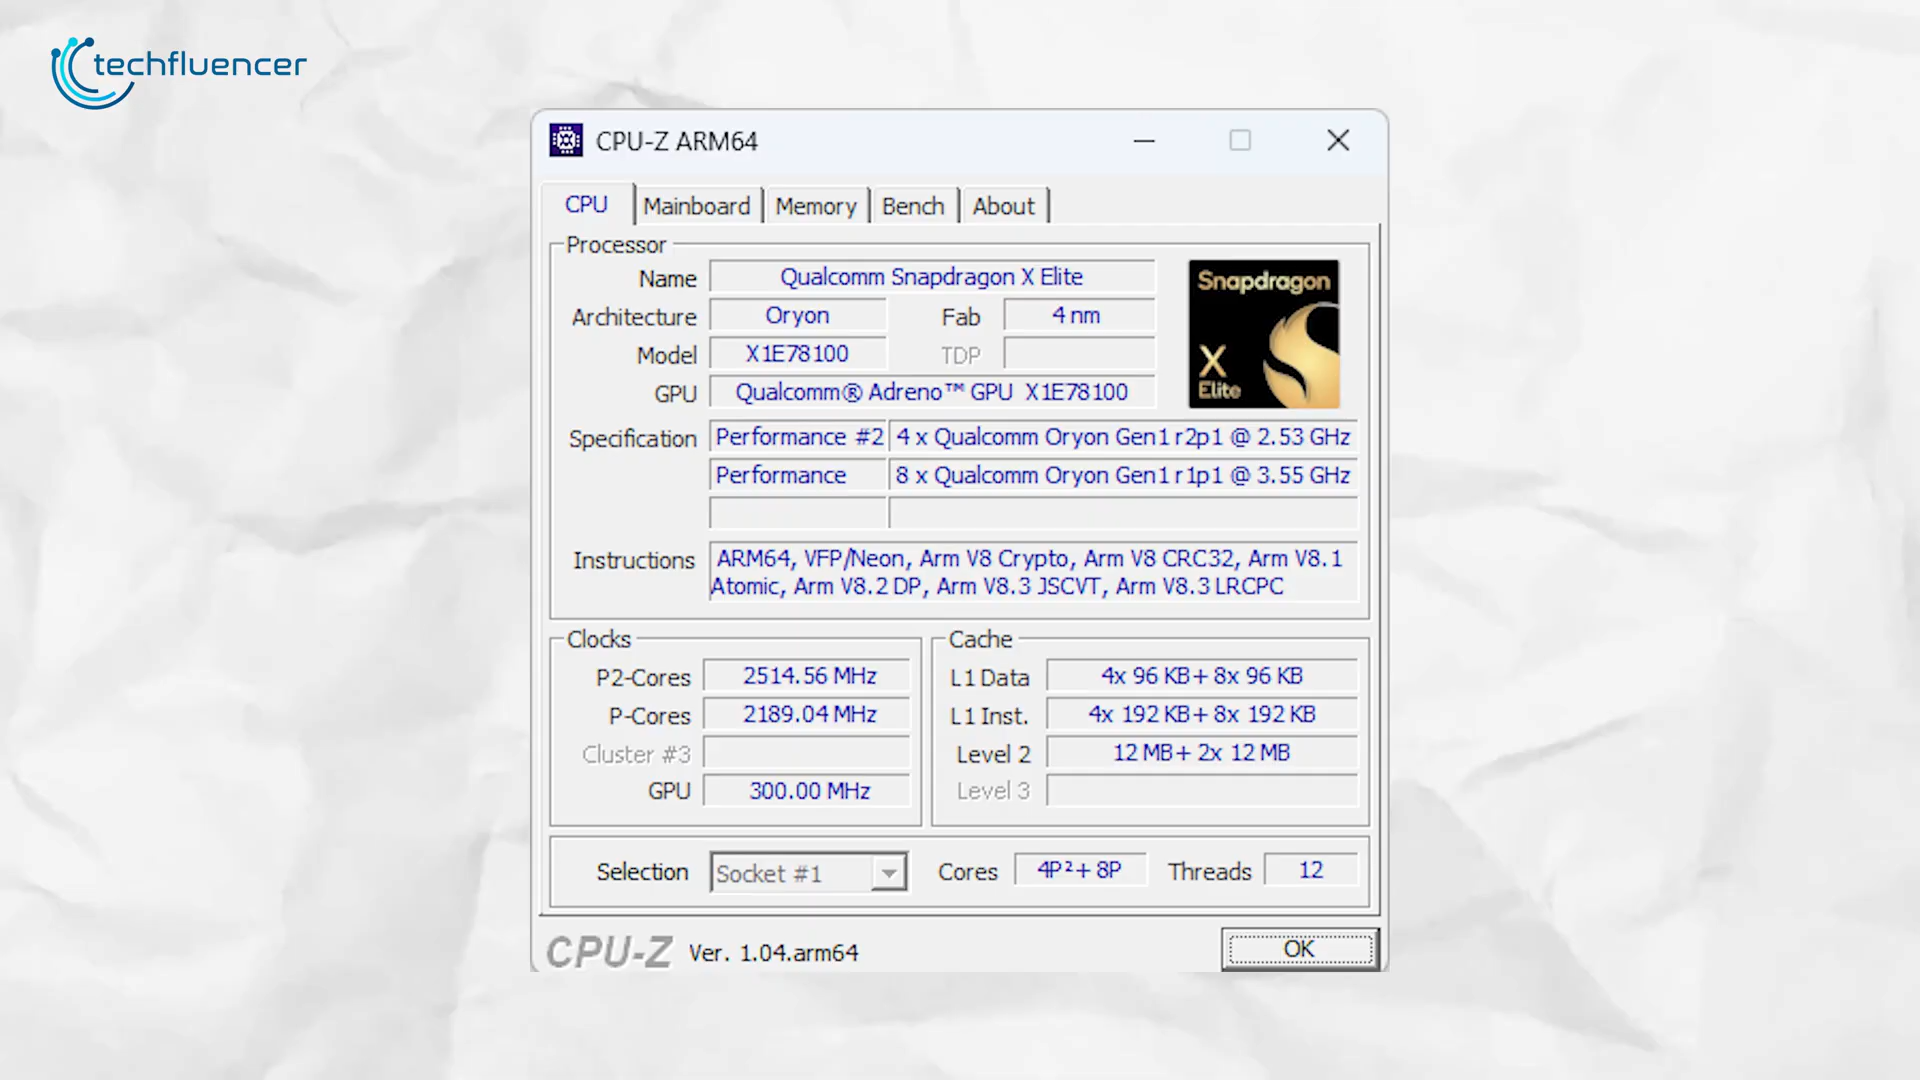 techfluencer
CPU-Z ARM64
CPU Mainboard Memory Bench About
Processor
Name Qualcomm Snapdragon X Elite
Snapdragon
X
Elite
Architecture Oryon Fab 4 nm
Model X1E78100 TDP
GPU Qualcomm® Adreno™ GPU X1E78100
Specification Performance #2 4 x Qualcomm Oryon Gen1 r2p1 @ 2.53 GHz
Performance 8 x Qualcomm Oryon Gen1 r1p1 @ 3.55 GHz
Instructions ARM64, VFP/Neon, Arm V8 Crypto, Arm V8 CRC32, Arm V8.1
Atomic, Arm V8.2 DP, Arm V8.3 JSCVT, Arm V8.3 LRCPC
Clocks
P2-Cores 2514.56 MHz
P-Cores 2189.04 MHz
Cluster #3
GPU 300.00 MHz
Cache
L1 Data 4x 96 KB + 8x 96 KB
L1 Inst. 4x 192 KB + 8x 192 KB
Level 2 12 MB + 2x 12 MB
Level 3
Selection Socket #1 Cores 4P² + 8P Threads 12
CPU-Z Ver. 1.04.arm64 OK